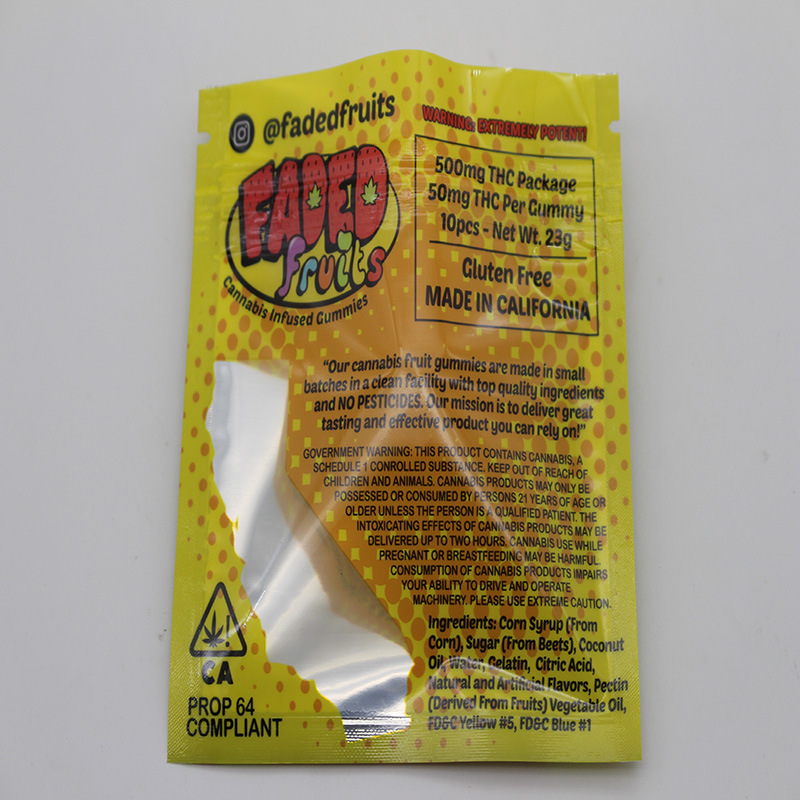 @fadedfruits
FADED
fruits
Cannabis Infused Gummies
WARNING: EXTREMELY POTENT!
500mg THC Package
50mg THC Per Gummy
10pcs - Net Wt. 23g
Gluten Free
MADE IN CALIFORNIA
"Our cannabis fruit gummies are made in small
batches in a clean facility with top quality ingredients
and NO PESTICIDES. Our mission is to deliver great
tasting and effective product you can rely on!"
GOVERNMENT WARNING: THIS PRODUCT CONTAINS CANNABIS, A
SCHEDULE 1 CONROLLED SUBSTANCE. KEEP OUT OF REACH OF
CHILDREN AND ANIMALS. CANNABIS PRODUCTS MAY ONLY BE
POSSESSED OR CONSUMED BY PERSONS 21 YEARS OF AGE OR
OLDER UNLESS THE PERSON IS A QUALIFIED PATIENT. THE
INTOXICATING EFFECTS OF CANNABIS PRODUCTS MAY BE
DELIVERED UP TO TWO HOURS. CANNABIS USE WHILE
PREGNANT OR BREASTFEEDING MAY BE HARMFUL.
CONSUMPTION OF CANNABIS PRODUCTS IMPAIRS
YOUR ABILITY TO DRIVE AND OPERATE
MACHINERY. PLEASE USE EXTREME CAUTION.
Ingredients: Corn Syrup (From
Corn), Sugar (From Beets), Coconut
Oil, Water, Gelatin, Citric Acid,
Natural and Artificial Flavors, Pectin
(Derived From Fruits) Vegetable Oil,
FD&C Yellow #5, FD&C Blue #1
!
CA
PROP 64
COMPLIANT